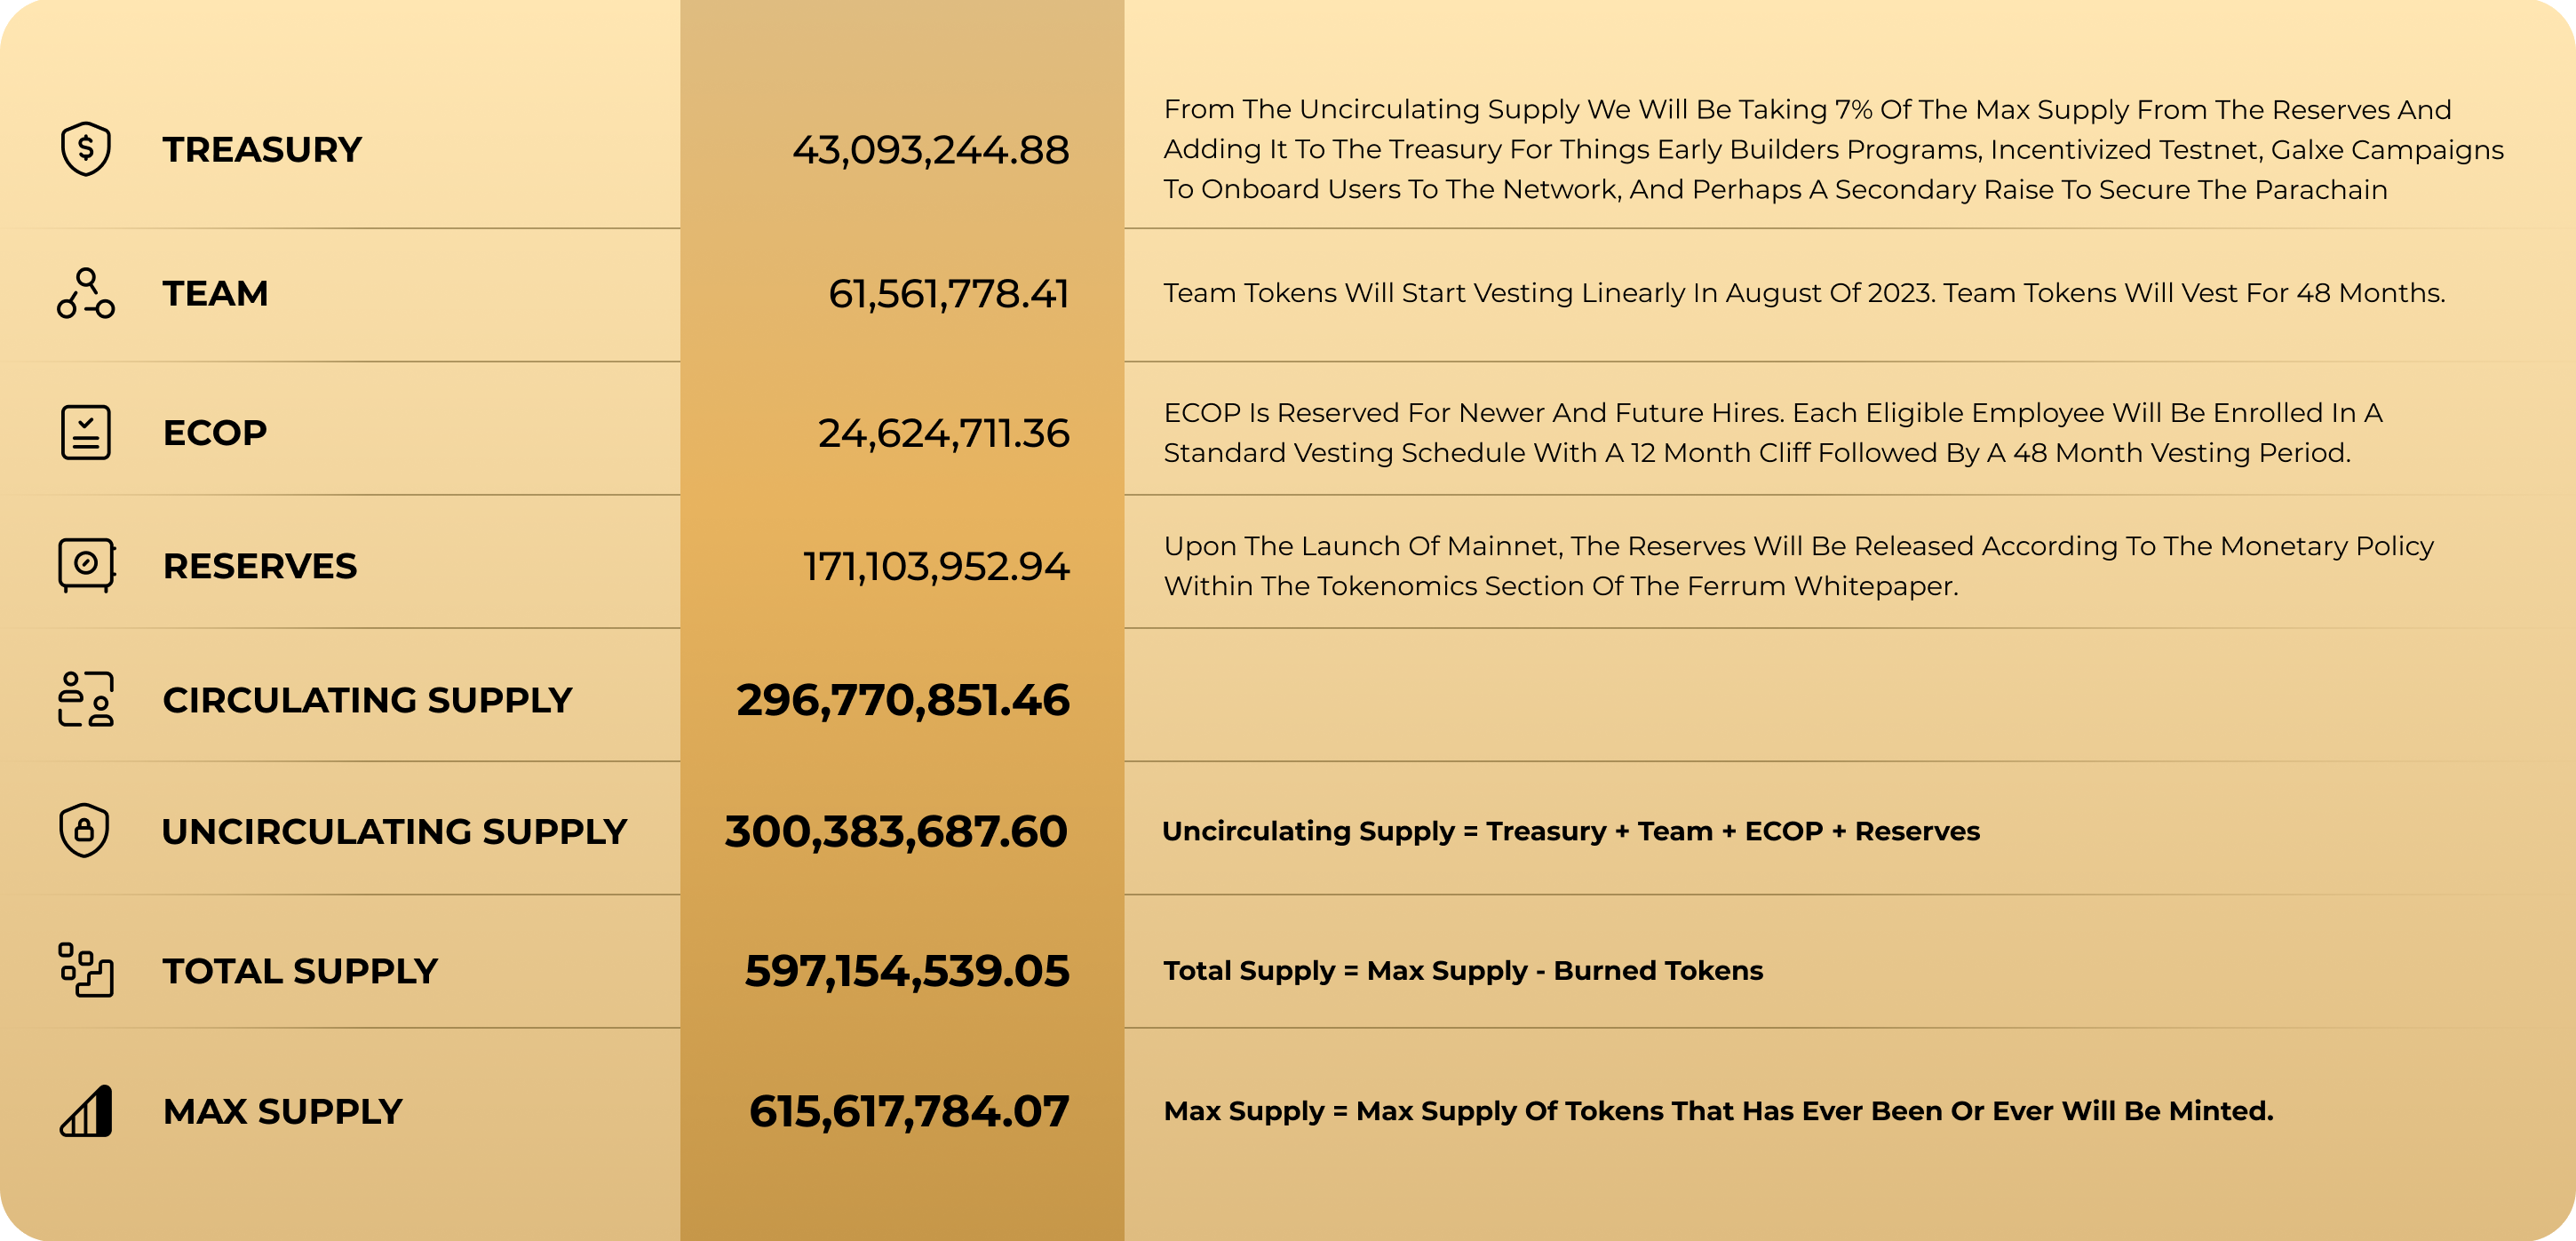 TREASURY
43,093,244.88
From The Uncirculating Supply We Will Be Taking 7% Of The Max Supply From The Reserves And
Adding It To The Treasury For Things Early Builders Programs, Incentivized Testnet, Galxe Campaigns
To Onboard Users To The Network, And Perhaps A Secondary Raise To Secure The Parachain
TEAM
61,561,778.41
Team Tokens Will Start Vesting Linearly In August Of 2023. Team Tokens Will Vest For 48 Months.
ECOP
24,624,711.36
ECOP Is Reserved For Newer And Future Hires. Each Eligible Employee Will Be Enrolled In A
Standard Vesting Schedule With A 12 Month Cliff Followed By A 48 Month Vesting Period.
RESERVES
171,103,952.94
Upon The Launch Of Mainnet, The Reserves Will Be Released According To The Monetary Policy
Within The Tokenomics Section Of The Ferrum Whitepaper.
CIRCULATING SUPPLY
296,770,851.46
UNCIRCULATING SUPPLY
300,383,687.60
Uncirculating Supply = Treasury + Team + ECOP + Reserves
TOTAL SUPPLY
597,154,539.05
Total Supply = Max Supply - Burned Tokens
MAX SUPPLY
615,617,784.07
Max Supply = Max Supply Of Tokens That Has Ever Been Or Ever Will Be Minted.